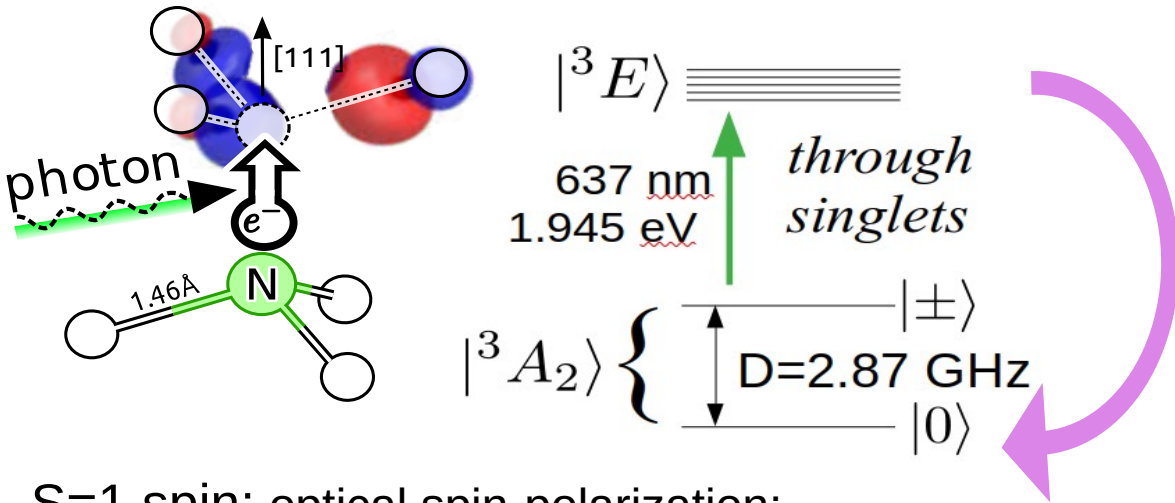 [111]
photon
e⁻
N
1.46Å
|³E⟩
637 nm
1.945 eV
through
singlets
|±⟩
|³A₂⟩ {
D=2.87 GHz
|0⟩
S=1 spin: optical spin polarization: